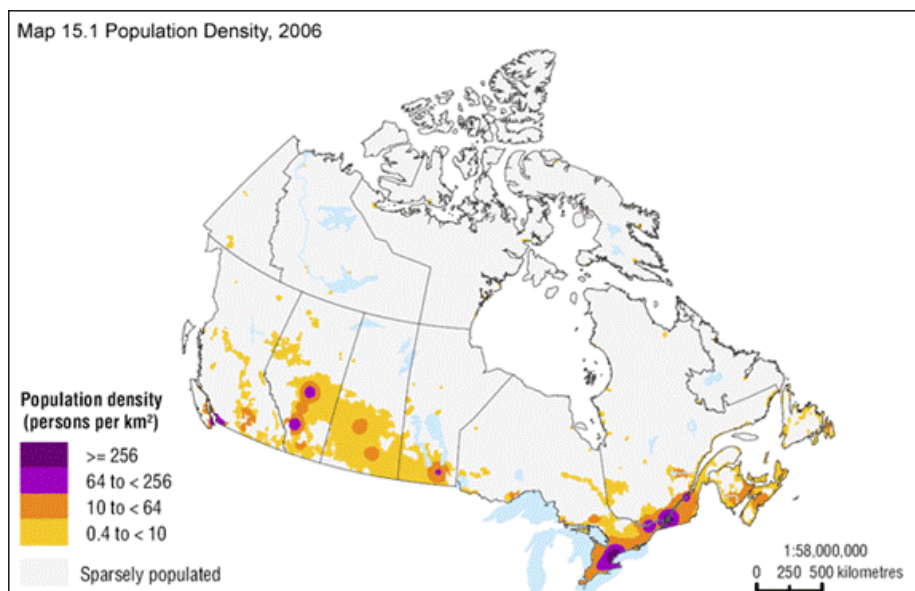 Map 15.1 Population Density, 2006
Population density
(persons per km²)
>= 256
64 to < 256
10 to < 64
0.4 to < 10
Sparsely populated
1:58,000,000
0 250 500 kilometres